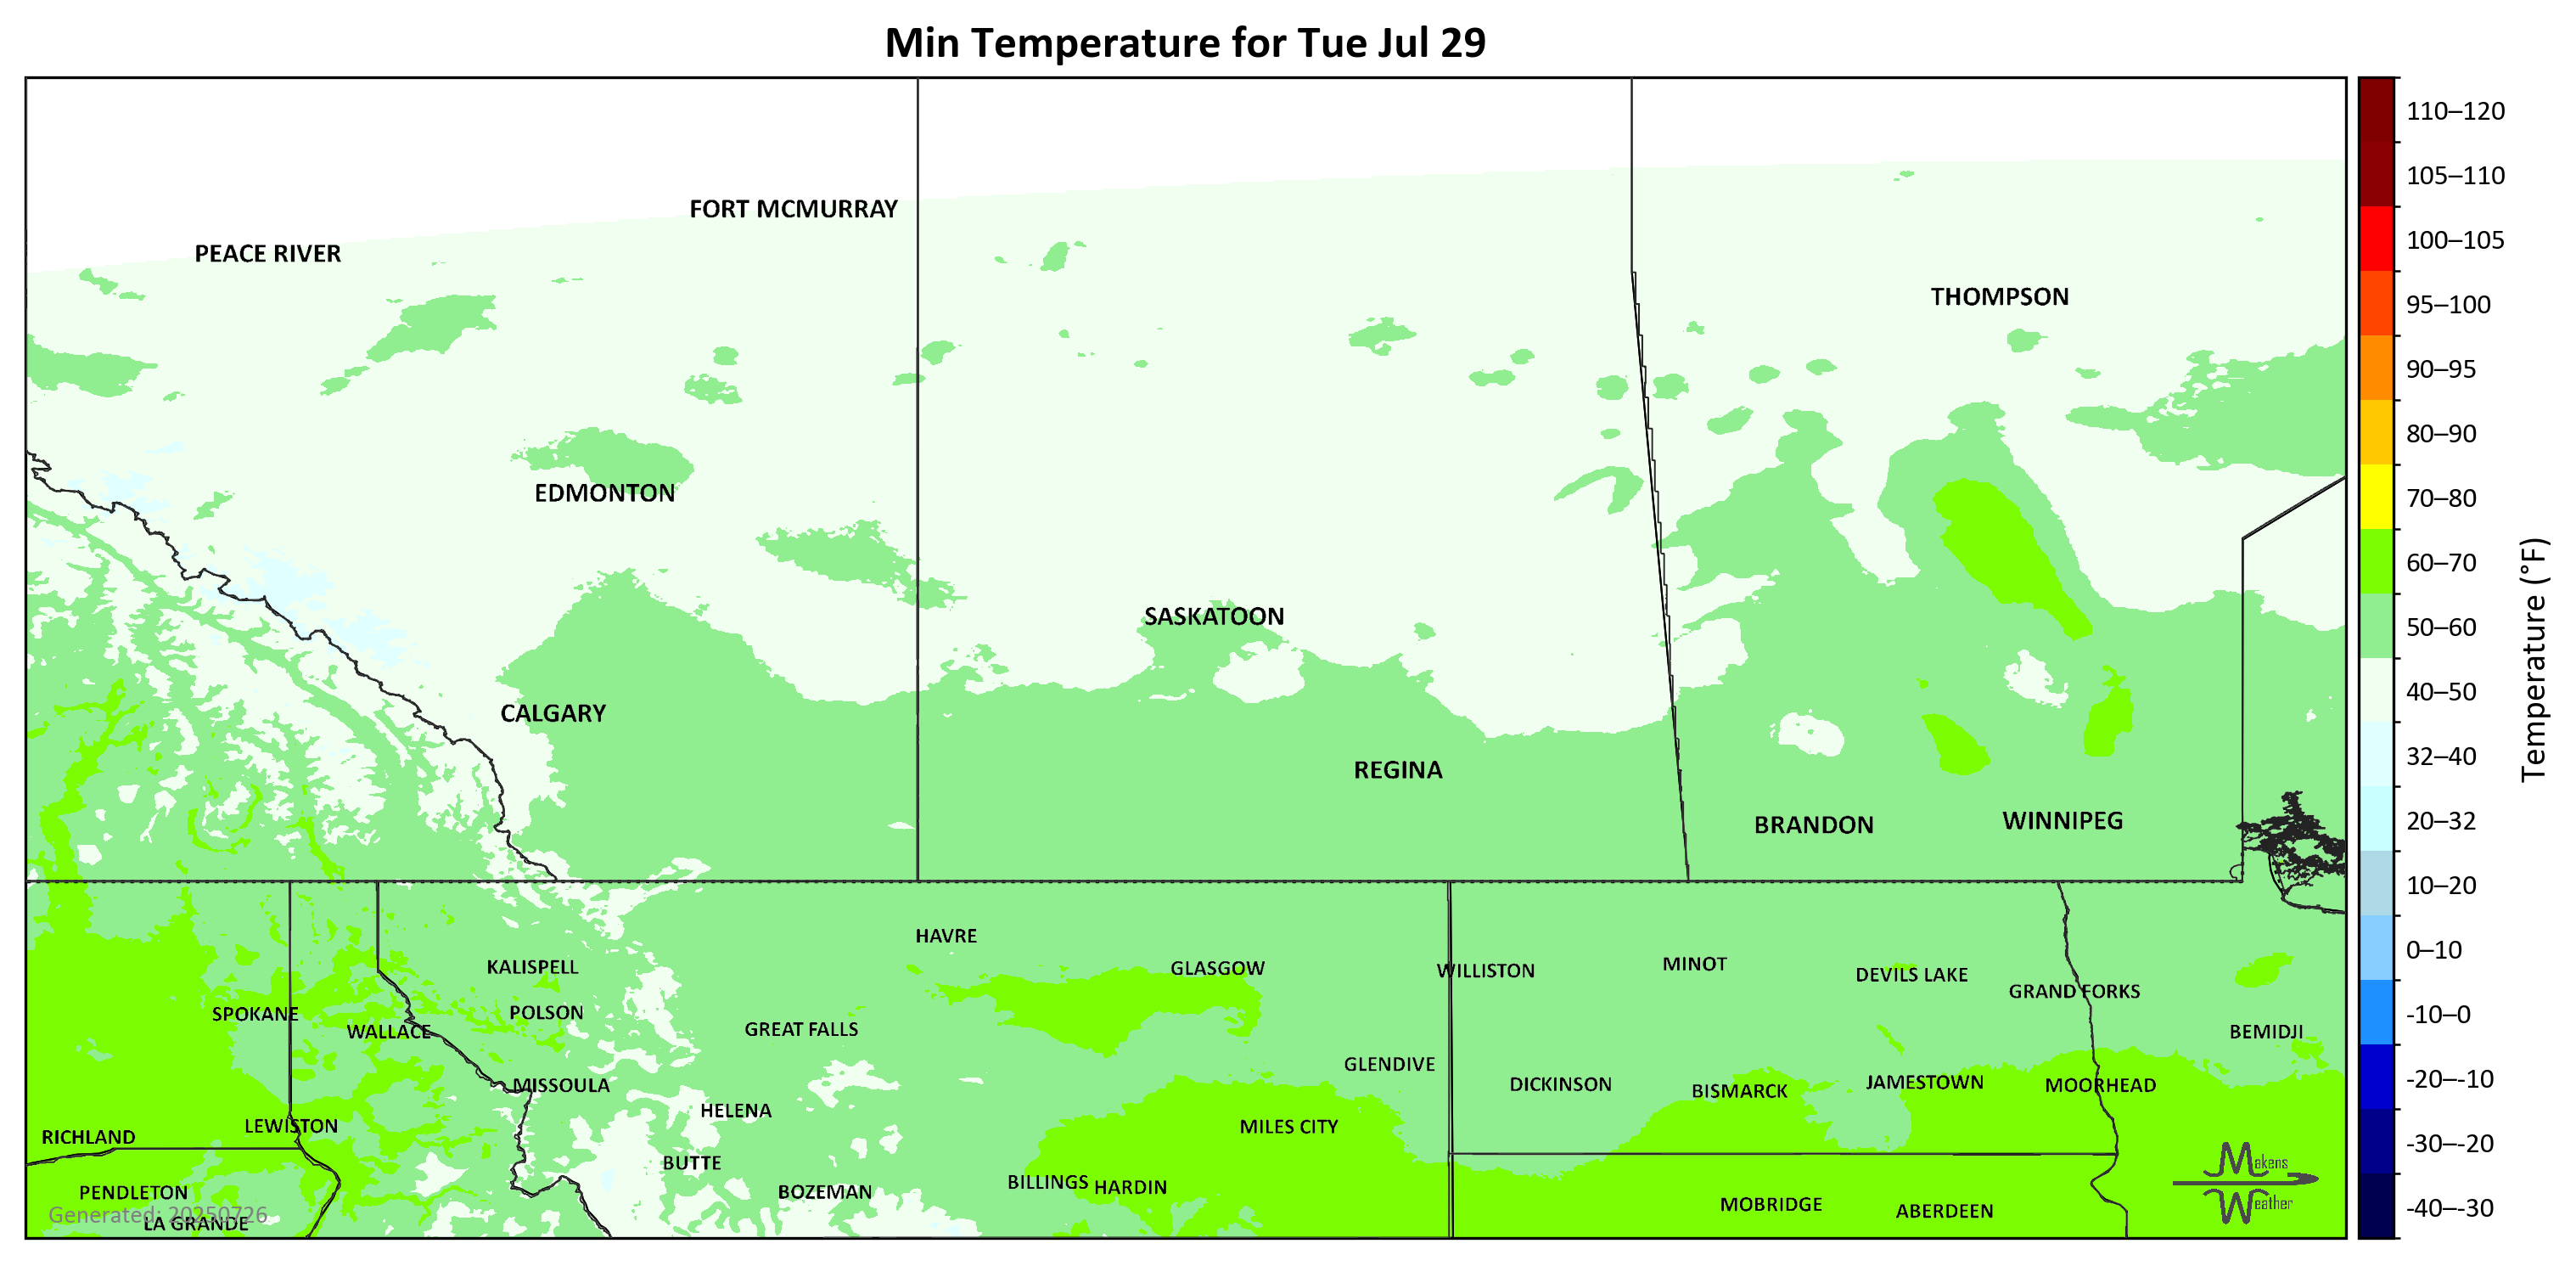 Min Temperature for Tue Jul 29
110–120
105–110
FORT MCMURRAY
100–105
PEACE RIVER
THOMPSON
95–100
90–95
80–90
EDMONTON
70–80
60–70
SASKATOON
50–60
Temperature (°F)
CALGARY
40–50
REGINA
32–40
BRANDON
WINNIPEG
20–32
10–20
HAVRE
0–10
KALISPELL
GLASGOW
WILLISTON
MINOT
DEVILS LAKE
GRAND FORKS
SPOKANE
POLSON
-10–0
WALLACE
GREAT FALLS
BEMIDJI
GLENDIVE
-20–-10
MISSOULA
DICKINSON
BISMARCK
JAMESTOWN
MOORHEAD
HELENA
LEWISTON
MILES CITY
RICHLAND
-30–-20
BUTTE
Makens
Weather
PENDLETON
BOZEMAN
BILLINGS
HARDIN
MOBRIDGE
ABERDEEN
-40–-30
Generated: 20250726
LA GRANDE